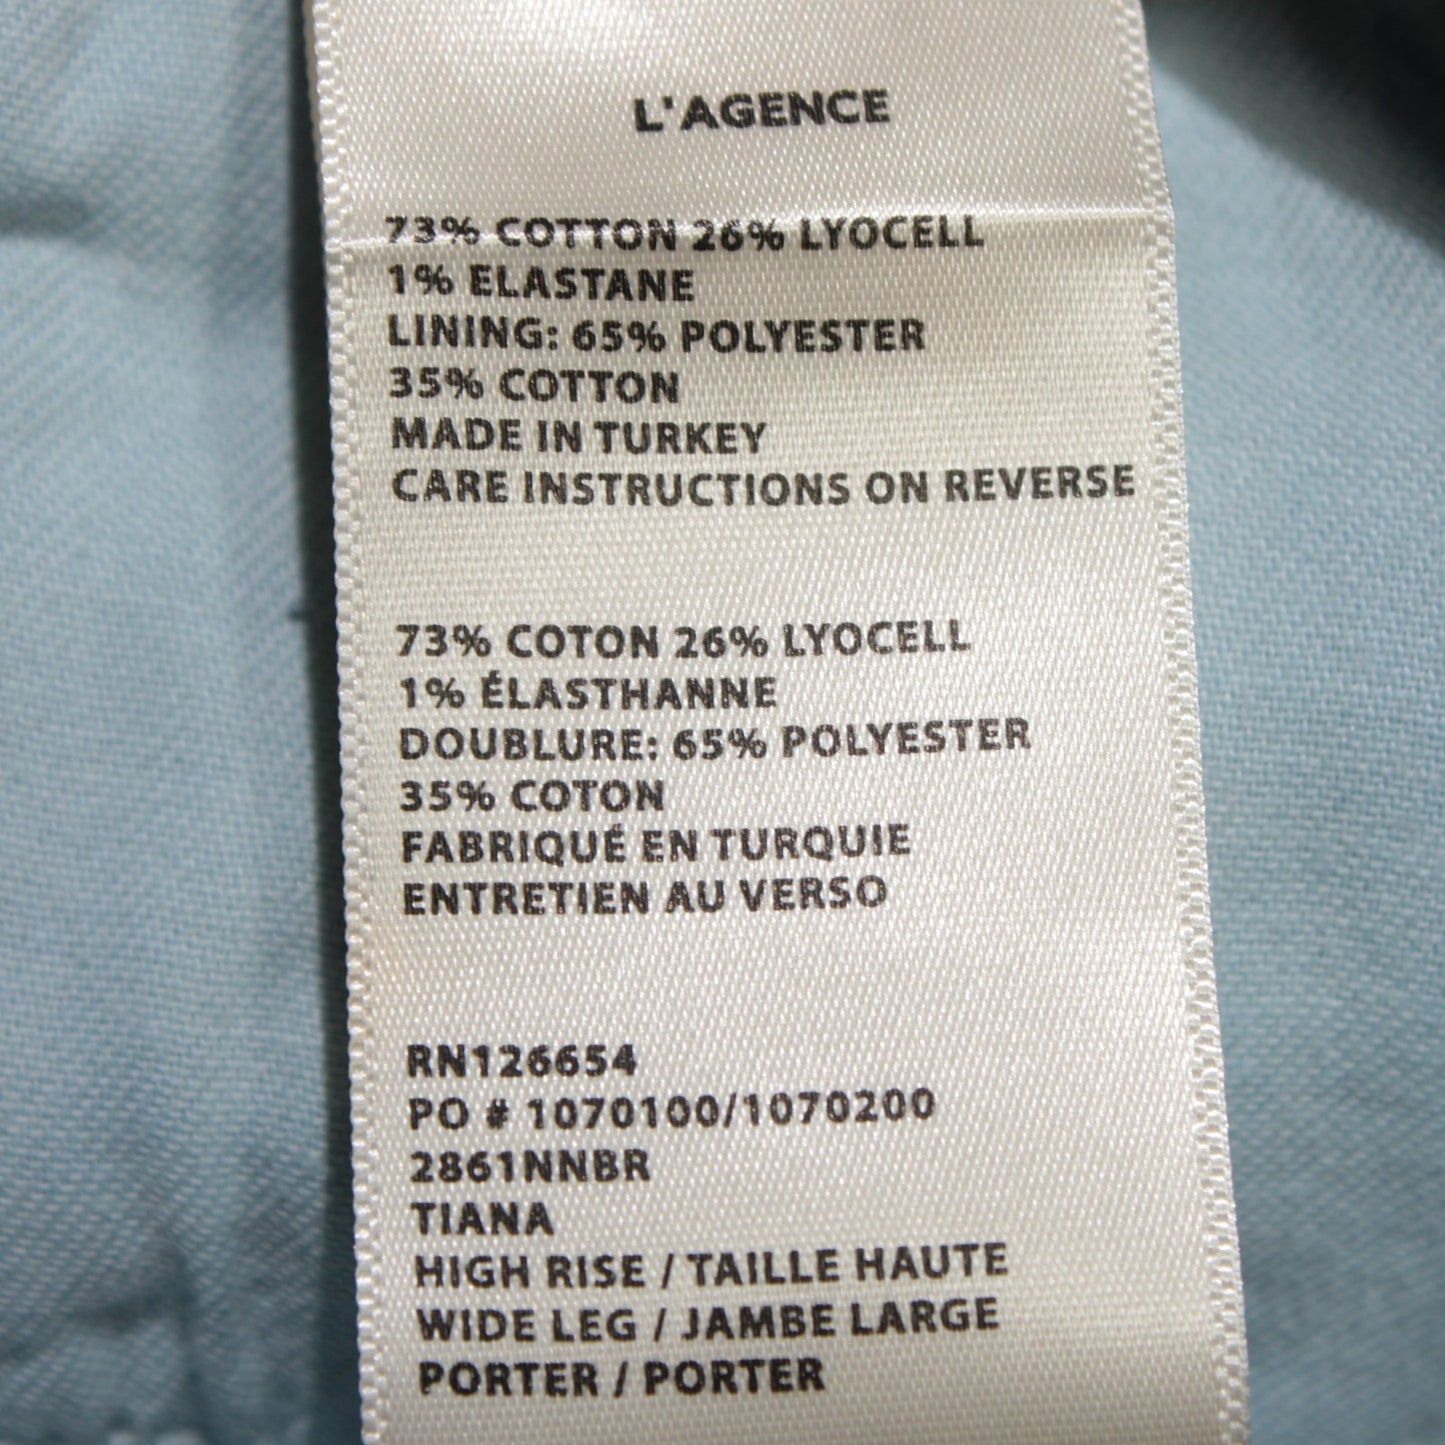 L'AGENCE
73% COTTON 26% LYOCELL
1% ELASTANE
LINING: 65% POLYESTER
35% COTTON
MADE IN TURKEY
CARE INSTRUCTIONS ON REVERSE
73% COTON 26% LYOCELL
1% ÉLASTHANNE
DOUBLURE: 65% POLYESTER
35% COTON
FABRIQUÉ EN TURQUIE
ENTRETIEN AU VERSO
RN126654
PO # 1070100/1070200
2861NNBR
TIANA
HIGH RISE / TAILLE HAUTE
WIDE LEG / JAMBE LARGE
PORTER / PORTER